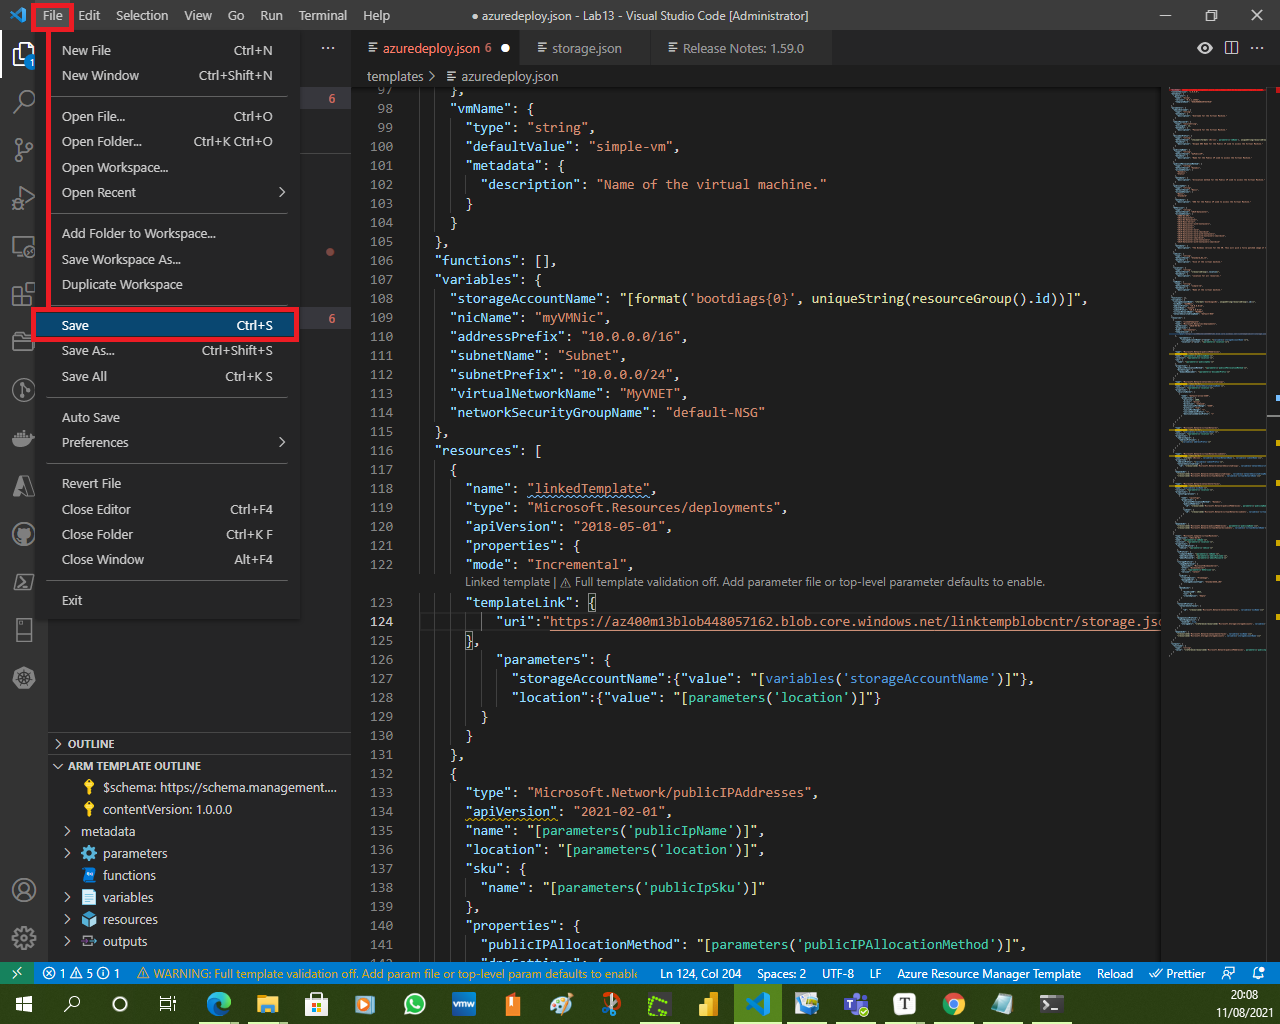 File Edit Selection View Go Run Terminal Help
● azuredeploy.json - Lab13 - Visual Studio Code [Administrator]
New File Ctrl+N
New Window Ctrl+Shift+N
Open File... Ctrl+O
Open Folder... Ctrl+K Ctrl+O
Open Workspace...
Open Recent
Add Folder to Workspace...
Save Workspace As...
Duplicate Workspace
Save Ctrl+S
Save As... Ctrl+Shift+S
Save All Ctrl+K S
Auto Save
Preferences
Revert File
Close Editor Ctrl+F4
Close Folder Ctrl+K F
Close Window Alt+F4
Exit
1
6
6
OUTLINE
ARM TEMPLATE OUTLINE
$schema: https://schema.management....
contentVersion: 1.0.0.0
metadata
parameters
functions
variables
resources
outputs
azuredeploy.json 6 ●
storage.json
Release Notes: 1.59.0
templates > azuredeploy.json
97 },
98 "vmName": {
99 "type": "string",
100 "defaultValue": "simple-vm",
101 "metadata": {
102 "description": "Name of the virtual machine."
103 }
104 }
105 },
106 "functions": [],
107 "variables": {
108 "storageAccountName": "[format('bootdiags{0}', uniqueString(resourceGroup().id))]",
109 "nicName": "myVMNic",
110 "addressPrefix": "10.0.0.0/16",
111 "subnetName": "Subnet",
112 "subnetPrefix": "10.0.0.0/24",
113 "virtualNetworkName": "MyVNET",
114 "networkSecurityGroupName": "default-NSG"
115 },
116 "resources": [
117 {
118 "name": "linkedTemplate",
119 "type": "Microsoft.Resources/deployments",
120 "apiVersion": "2018-05-01",
121 "properties": {
122 "mode": "Incremental",
Linked template | ⚠ Full template validation off. Add parameter file or top-level parameter defaults to enable.
123 "templateLink": {
124 "uri":"https://az400m13blob448057162.blob.core.windows.net/linktempblobcntr/storage.jso
125 },
126 "parameters": {
127 "storageAccountName":{"value": "[variables('storageAccountName')]"},
128 "location":{"value": "[parameters('location')]"}
129 }
130 }
131 },
132 {
133 "type": "Microsoft.Network/publicIPAddresses",
134 "apiVersion": "2021-02-01",
135 "name": "[parameters('publicIpName')]",
136 "location": "[parameters('location')]",
137 "sku": {
138 "name": "[parameters('publicIpSku')]"
139 },
140 "properties": {
141 "publicIPAllocationMethod": "[parameters('publicIPAllocationMethod')]",
142 "dnsSettings": {
1 5 1 WARNING: Full template validation off. Add param file or top-level param defaults to enable
Ln 124, Col 204 Spaces: 2 UTF-8 LF Azure Resource Manager Template Reload Prettier
vmw
T
20:08
11/08/2021